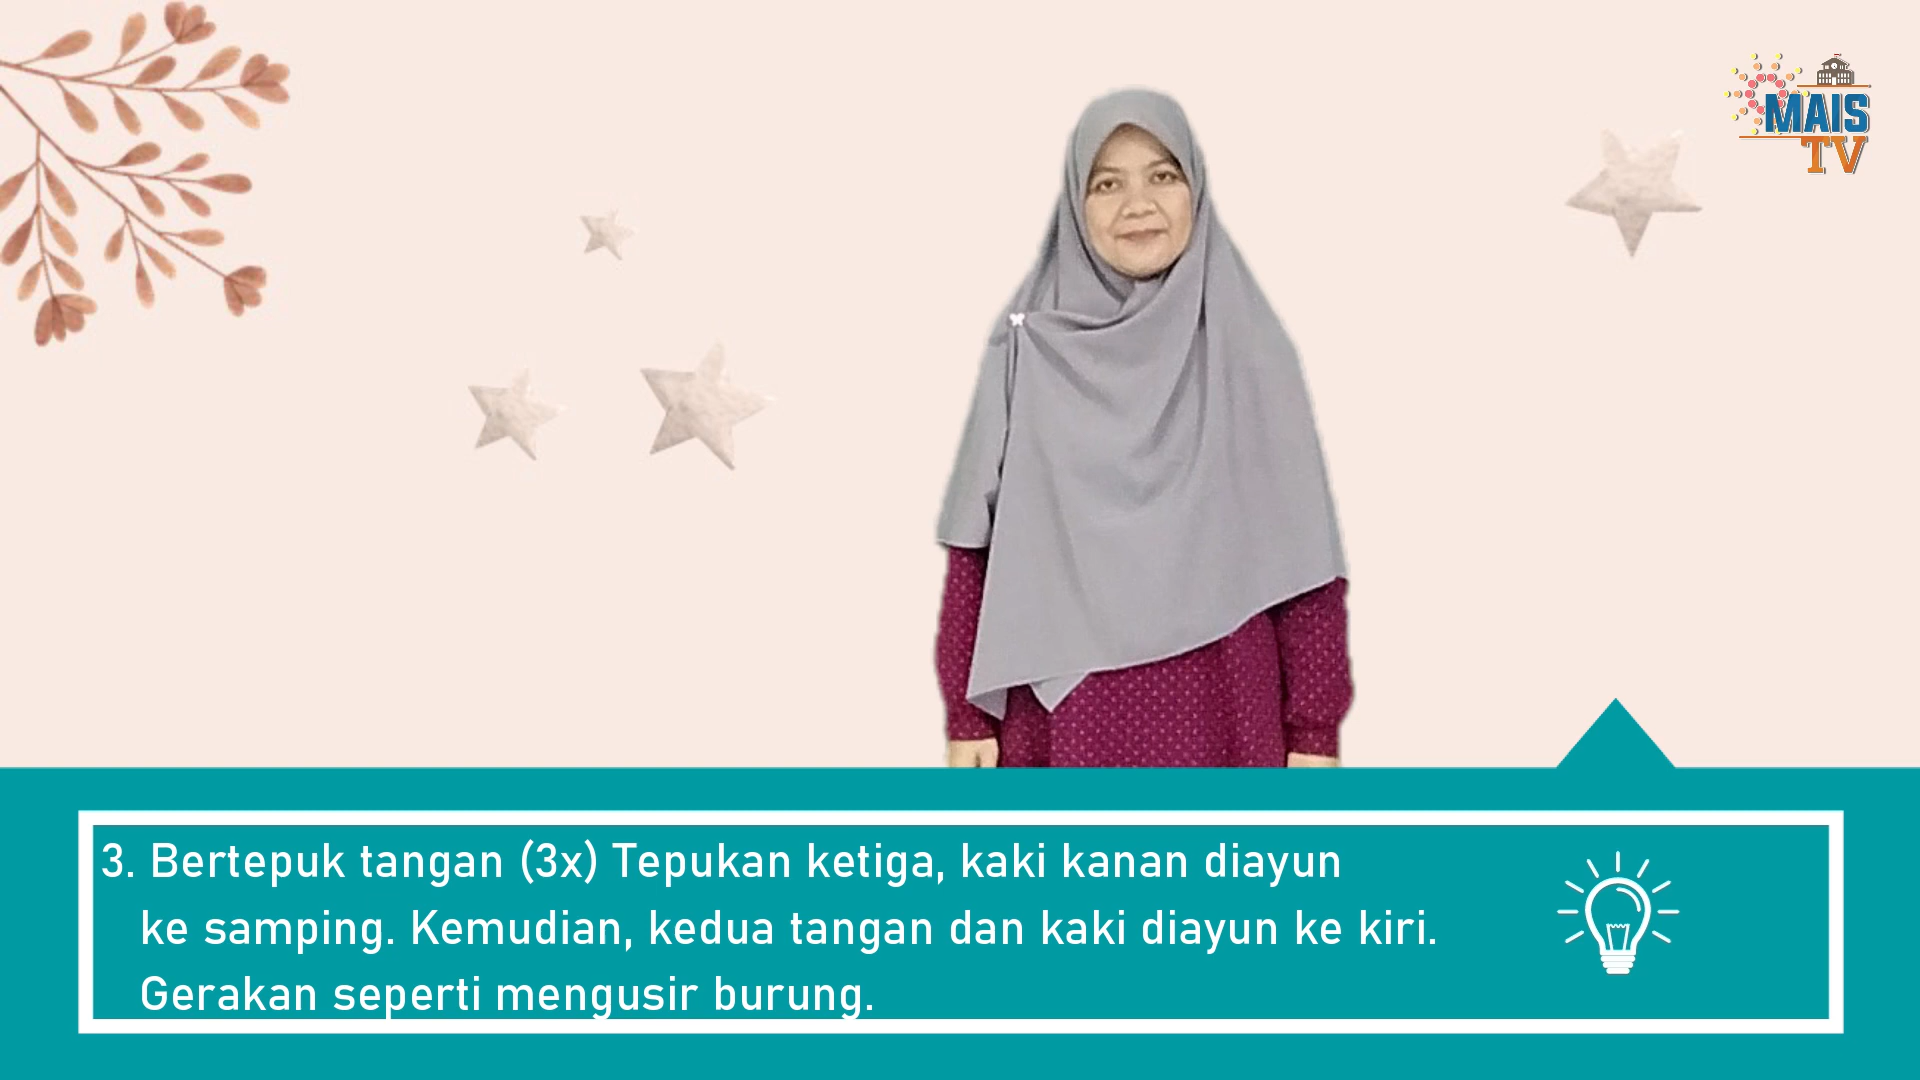 MAIS
TV
3. Bertepuk tangan (3x) Tepukan ketiga, kaki kanan diayun
ke samping. Kemudian, kedua tangan dan kaki diayun ke kiri.
Gerakan seperti mengusir burung.